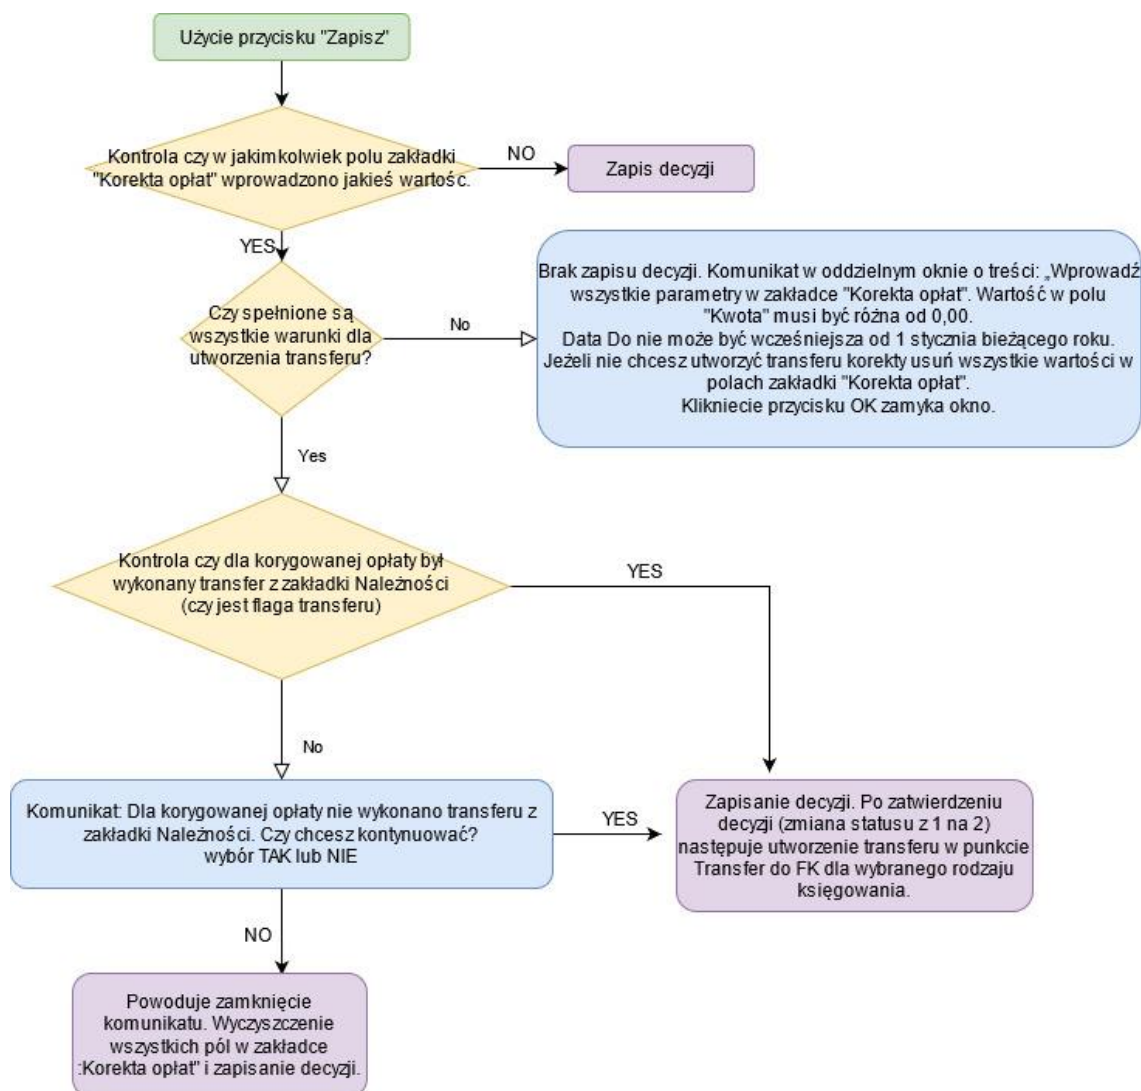 Użycie przycisku "Zapisz"
Kontrola czy w jakimkolwiek polu zakładki
"Korekta opłat" wprowadzono jakieś wartośc.
NO
Zapis decyzji
YES
Czy spełnione są
wszystkie warunki dla
utworzenia transferu?
No
Brak zapisu decyzji. Komunikat w oddzielnym oknie o treści: „Wprowadź
wszystkie parametry w zakładce "Korekta opłat". Wartość w polu
"Kwota" musi być różna od 0,00.
Data Do nie może być wcześniejsza od 1 stycznia bieżącego roku.
Jeżeli nie chcesz utworzyć transferu korekty usuń wszystkie wartości w
polach zakładki "Korekta opłat".
Klikniecie przycisku OK zamyka okno.
Yes
Kontrola czy dla korygowanej opłaty był
wykonany transfer z zakładki Należności
(czy jest flaga transferu)
YES
No
Komunikat: Dla korygowanej opłaty nie wykonano transferu z
zakładki Należności. Czy chcesz kontynuować?
wybór TAK lub NIE
YES
Zapisanie decyzji. Po zatwierdzeniu
decyzji (zmiana statusu z 1 na 2)
następuje utworzenie transferu w punkcie
Transfer do FK dla wybranego rodzaju
księgowania.
NO
Powoduje zamknięcie
komunikatu. Wyczyszczenie
wszystkich pól w zakładce
:Korekta opłat" i zapisanie decyzji.